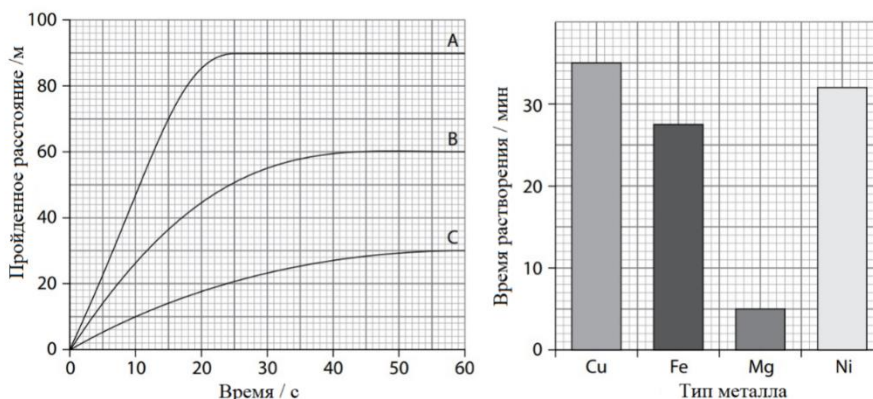 Пройденное расстояние /м
100
80
60
40
20
0
A
B
C
0 10 20 30 40 50 60
Время / с
Время растворения / мин
30
20
10
0
Cu Fe Mg Ni
Тип металла